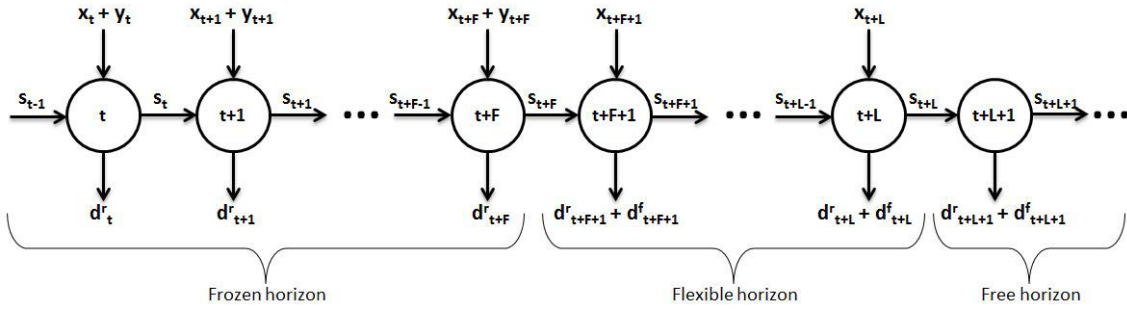 x_t + y_t x_{t+1} + y_{t+1} x_{t+F} + y_{t+F} x_{t+F+1} x_{t+L}
s_{t-1} t s_t t+1 s_{t+1} ••• s_{t+F-1} t+F s_{t+F} t+F+1 s_{t+F+1} ••• s_{t+L-1} t+L s_{t+L} t+L+1 s_{t+L+1} •••
d^r_t d^r_{t+1} d^r_{t+F} d^r_{t+F+1} + d^f_{t+F+1} d^r_{t+L} + d^f_{t+L} d^r_{t+L+1} + d^f_{t+L+1}
Frozen horizon Flexible horizon Free horizon